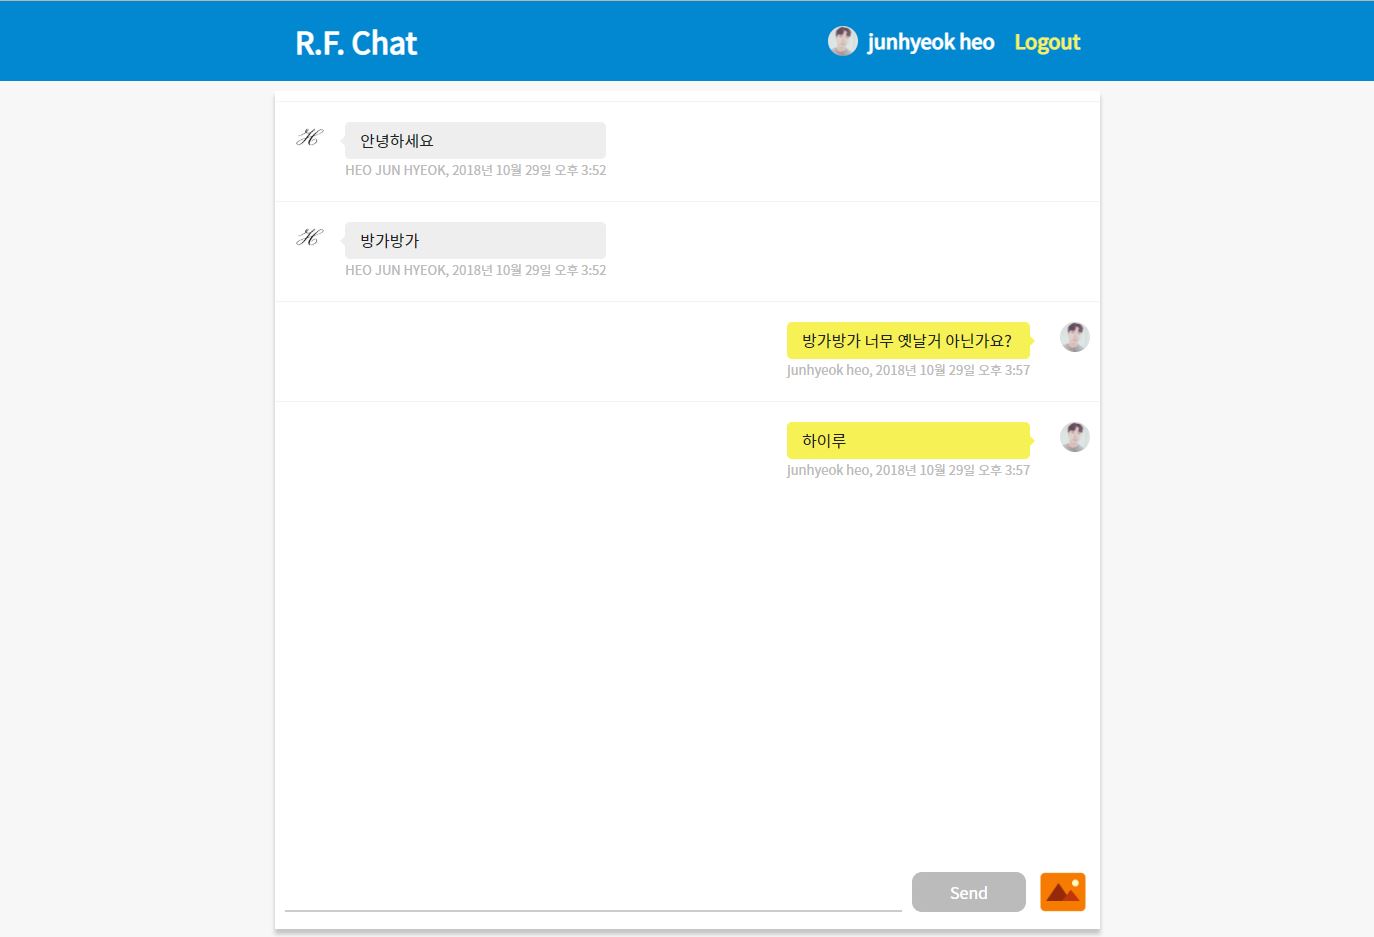 R.F. Chat
junhyeok heo Logout
안녕하세요
HEO JUN HYEOK, 2018년 10월 29일 오후 3:52
방가방가
HEO JUN HYEOK, 2018년 10월 29일 오후 3:52
방가방가 너무 옛날거 아닌가요?
junhyeok heo, 2018년 10월 29일 오후 3:57
하이루
junhyeok heo, 2018년 10월 29일 오후 3:57
Send